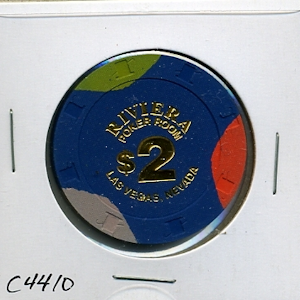 RIVIERA
POKER ROOM
$2
LAS VEGAS, NEVADA
C4410